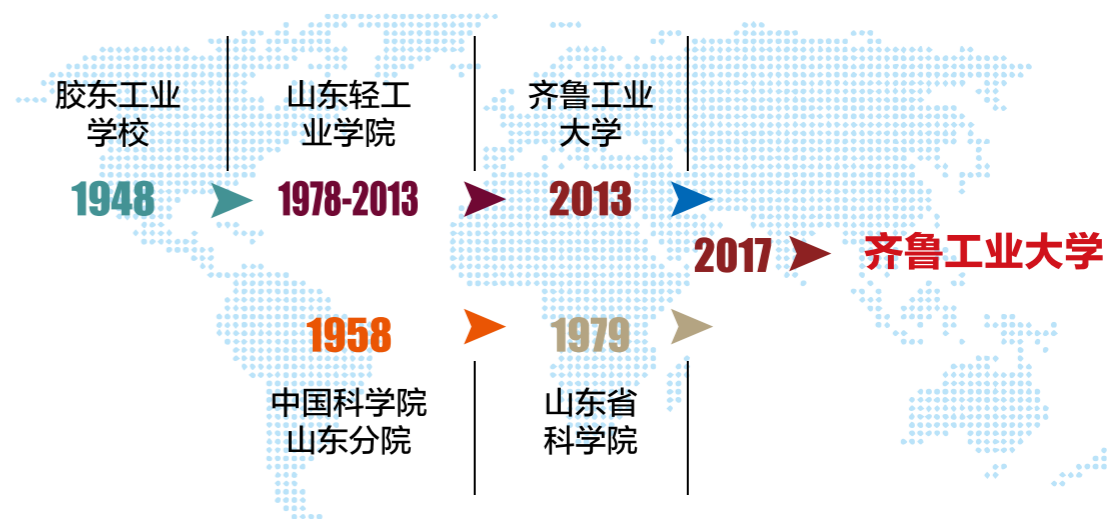 胶东工业
学校
1948
山东轻工
业学院
1978-2013
齐鲁工业
大学
2013
2017
齐鲁工业大学
1958
中国科学院
山东分院
1979
山东省
科学院